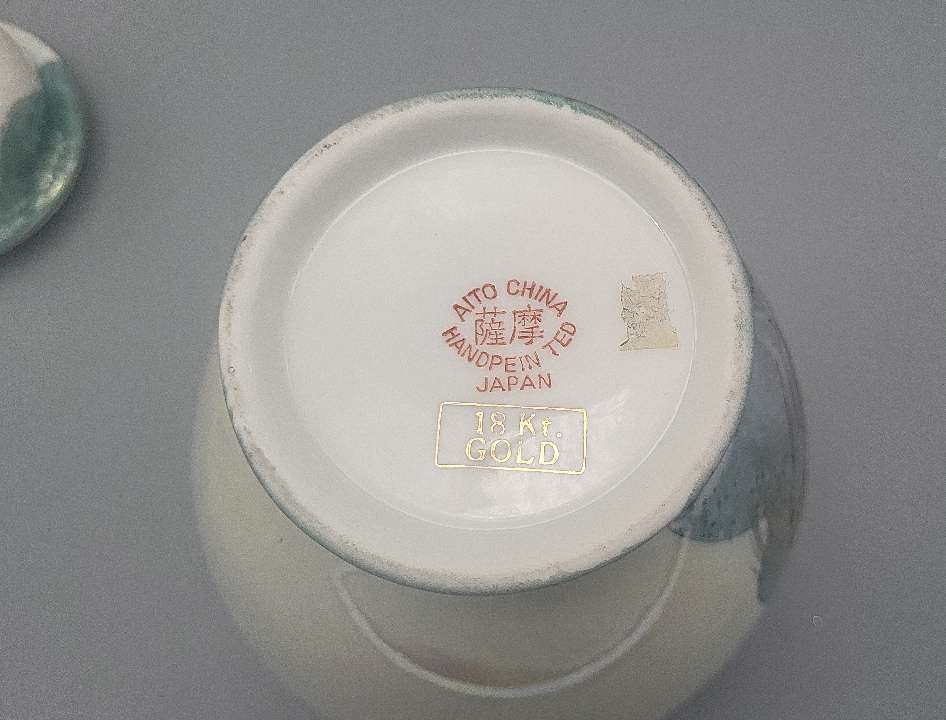 AITO CHINA
薩摩
HANDPEIN TED
JAPAN
18 Kt.
GOLD